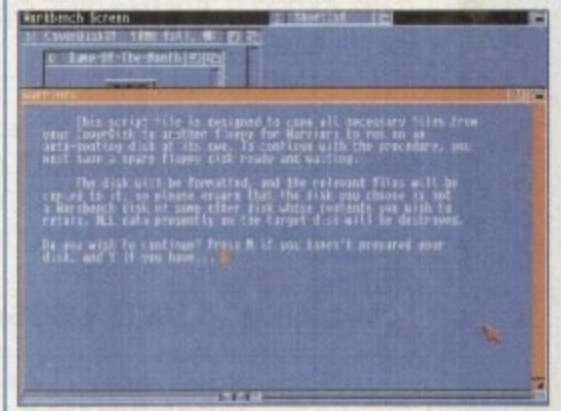 Workbench Screen
CoverDisk 100% full,
Game-Of-The-Month
Warriors
This script file is designed to copy all necessary files from
your CoverDisk to another floppy for Warriors to run on an
auto-booting disk of its own. To continue with the procedure, you
must have a spare floppy disk ready and waiting.
The disk will be formatted, and the relevant files will be
copied to it, so please ensure that the disk you choose is not
a Workbench disk or some other disk whose contents you wish to
retain. ALL data presently on the target disk will be destroyed.
Do you wish to continue? Press N if you haven't prepared your
disk, and Y if you have...